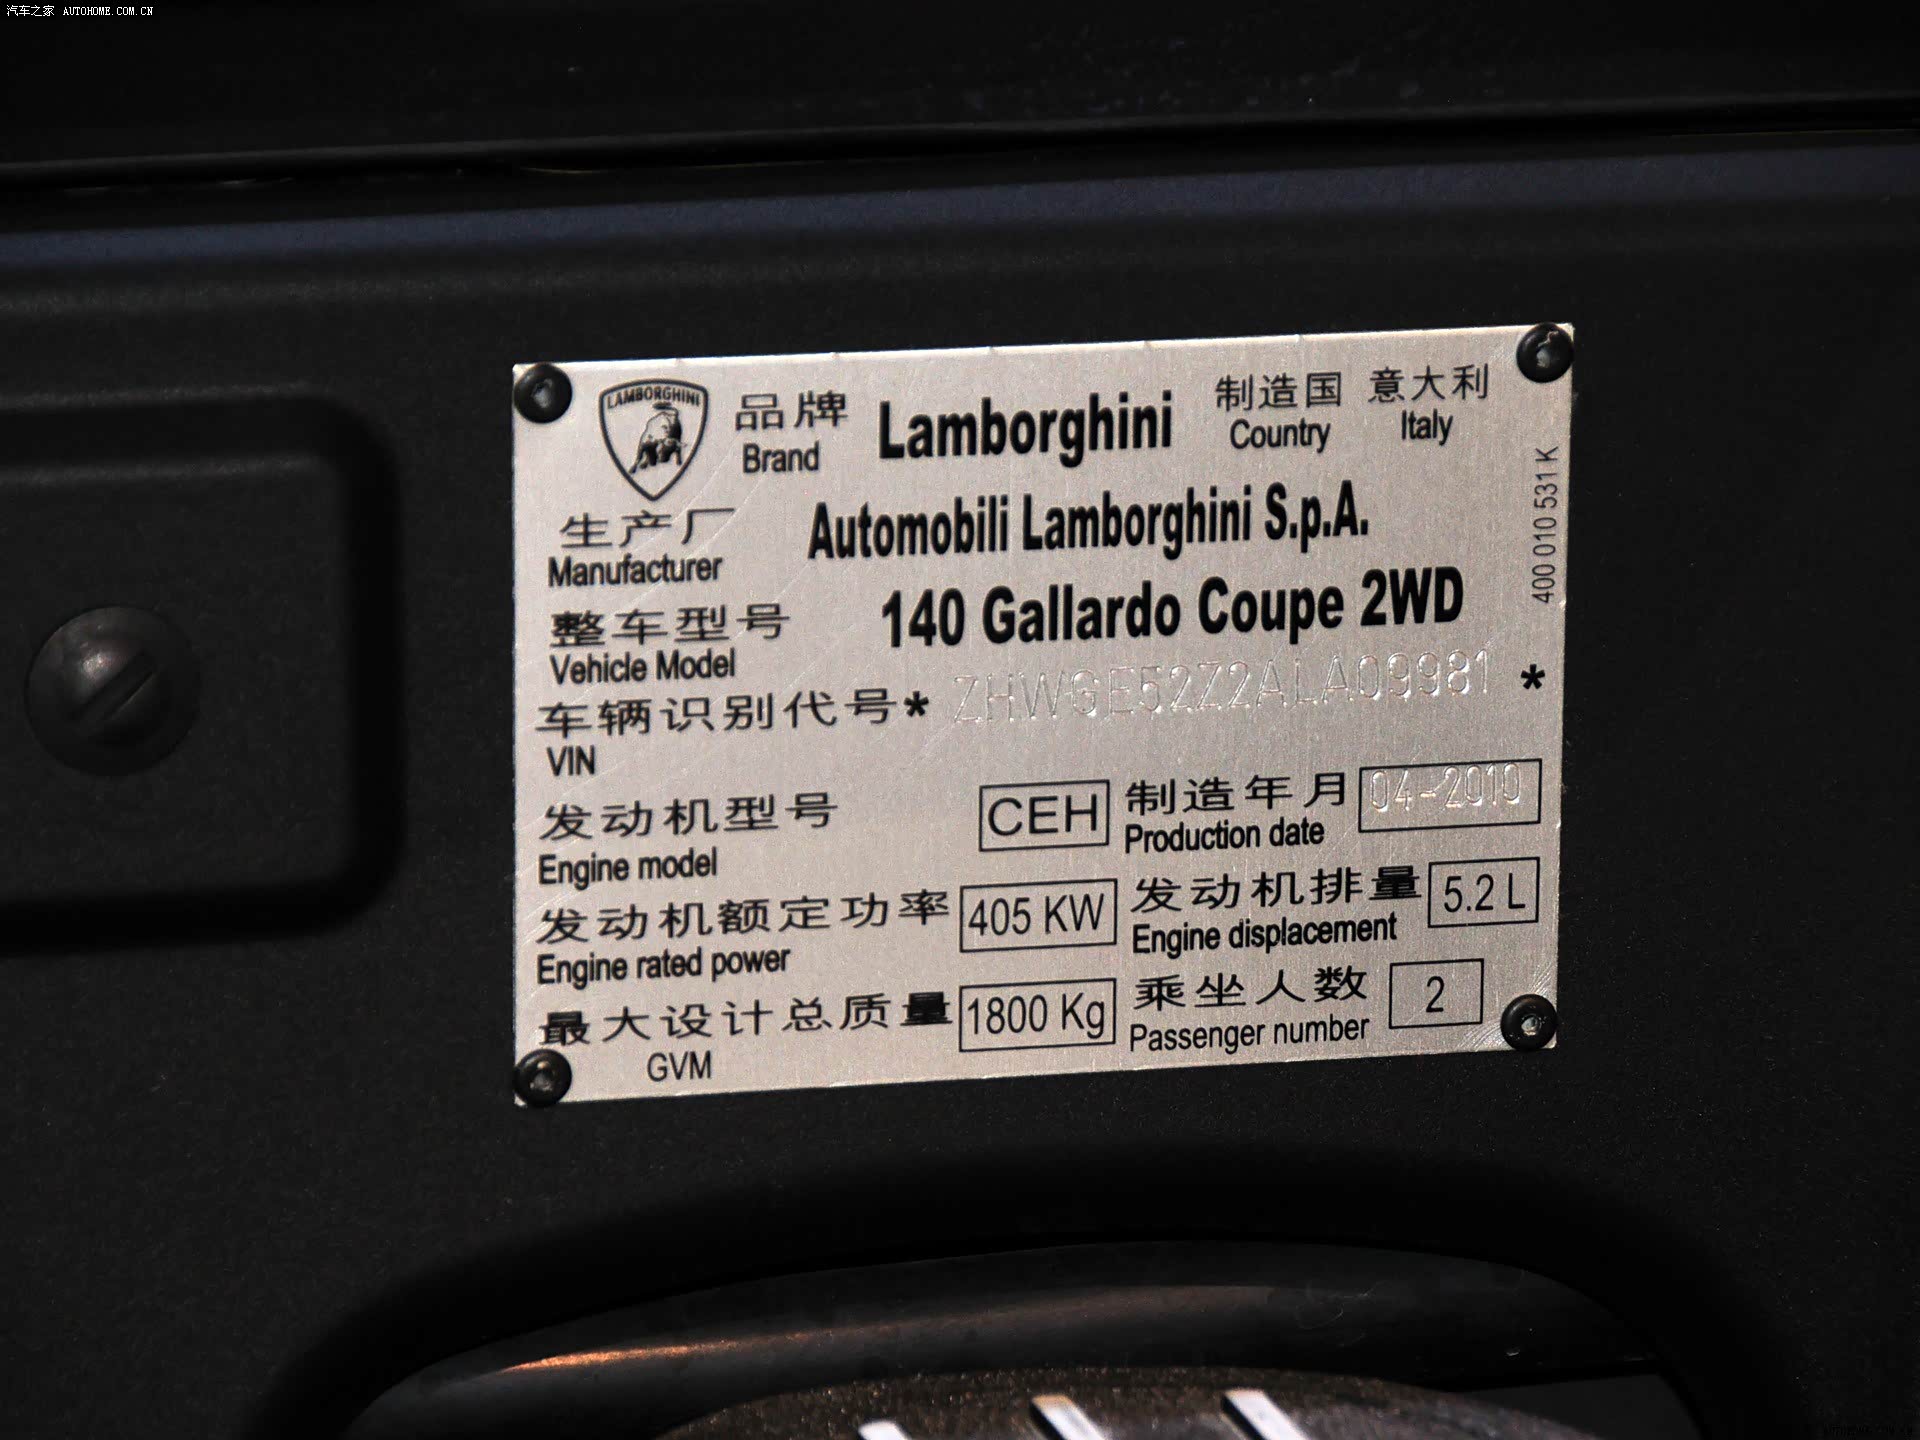 汽车之家 AUTOHOME.COM.CN
LAMBORGHINI
品牌 Lamborghini 制造国 意大利
Brand Country Italy
生产厂 Automobili Lamborghini S.p.A.
Manufacturer
400 010 531 K
整车型号 140 Gallardo Coupe 2WD
Vehicle Model
车辆识别代号* ZHWGE52Z2ALA09981 *
VIN
发动机型号 CEH 制造年月 04-2010
Engine model Production date
发动机额定功率 405 KW 发动机排量 5.2 L
Engine rated power Engine displacement
最大设计总质量 1800 Kg 乘坐人数 2
GVM Passenger number